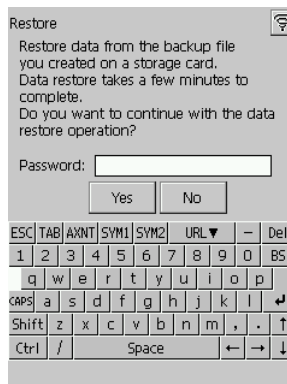 Restore
Restore data from the backup file
you created on a storage card.
Data restore takes a few minutes to
complete.
Do you want to continue with the data
restore operation?
Password:
Yes No
ESC TAB AXNT SYM1 SYM2 URL▼ - Del
1 2 3 4 5 6 7 8 9 0 BS
q w e r t y u i o p
CAPS a s d f g h j k l ↵
Shift z x c v b n m , . ↑
Ctrl / Space ← → ↓